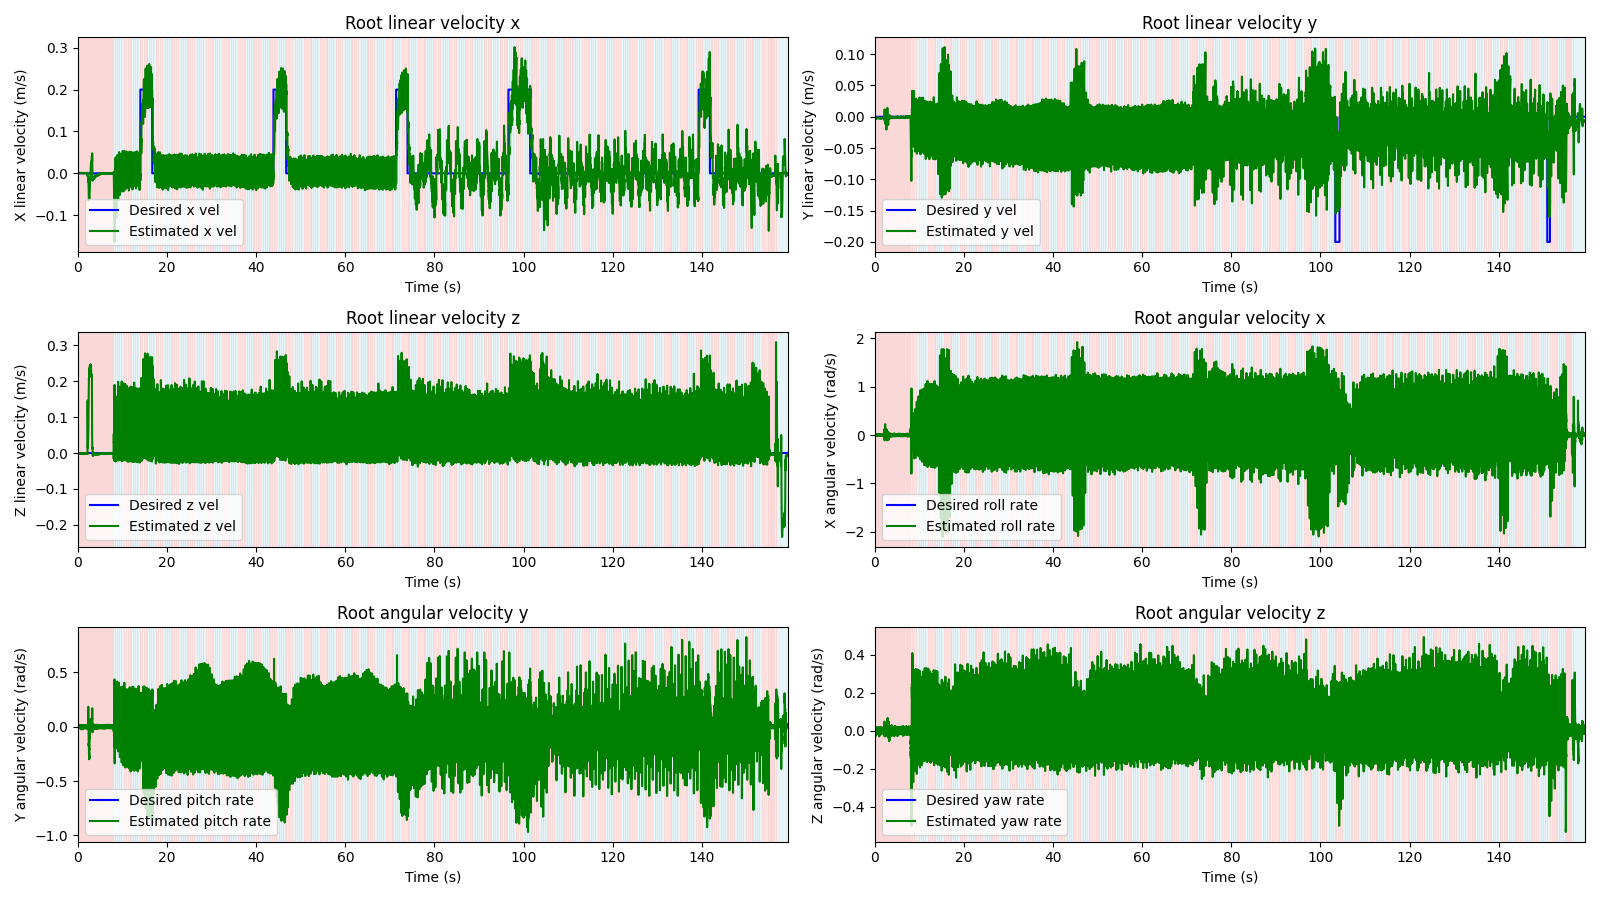 Root linear velocity x
X linear velocity (m/s)
0.3
0.2
0.1
0.0
−0.1
Desired x vel
Estimated x vel
0 20 40 60 80 100 120 140
Time (s)
Root linear velocity y
Y linear velocity (m/s)
0.10
0.05
0.00
−0.05
−0.10
−0.15
−0.20
Desired y vel
Estimated y vel
0 20 40 60 80 100 120 140
Time (s)
Root linear velocity z
Z linear velocity (m/s)
0.3
0.2
0.1
0.0
−0.1
−0.2
Desired z vel
Estimated z vel
0 20 40 60 80 100 120 140
Time (s)
Root angular velocity x
X angular velocity (rad/s)
2
1
0
−1
−2
Desired roll rate
Estimated roll rate
0 20 40 60 80 100 120 140
Time (s)
Root angular velocity y
Y angular velocity (rad/s)
0.5
0.0
−0.5
−1.0
Desired pitch rate
Estimated pitch rate
0 20 40 60 80 100 120 140
Time (s)
Root angular velocity z
Z angular velocity (rad/s)
0.4
0.2
0.0
−0.2
−0.4
Desired yaw rate
Estimated yaw rate
0 20 40 60 80 100 120 140
Time (s)